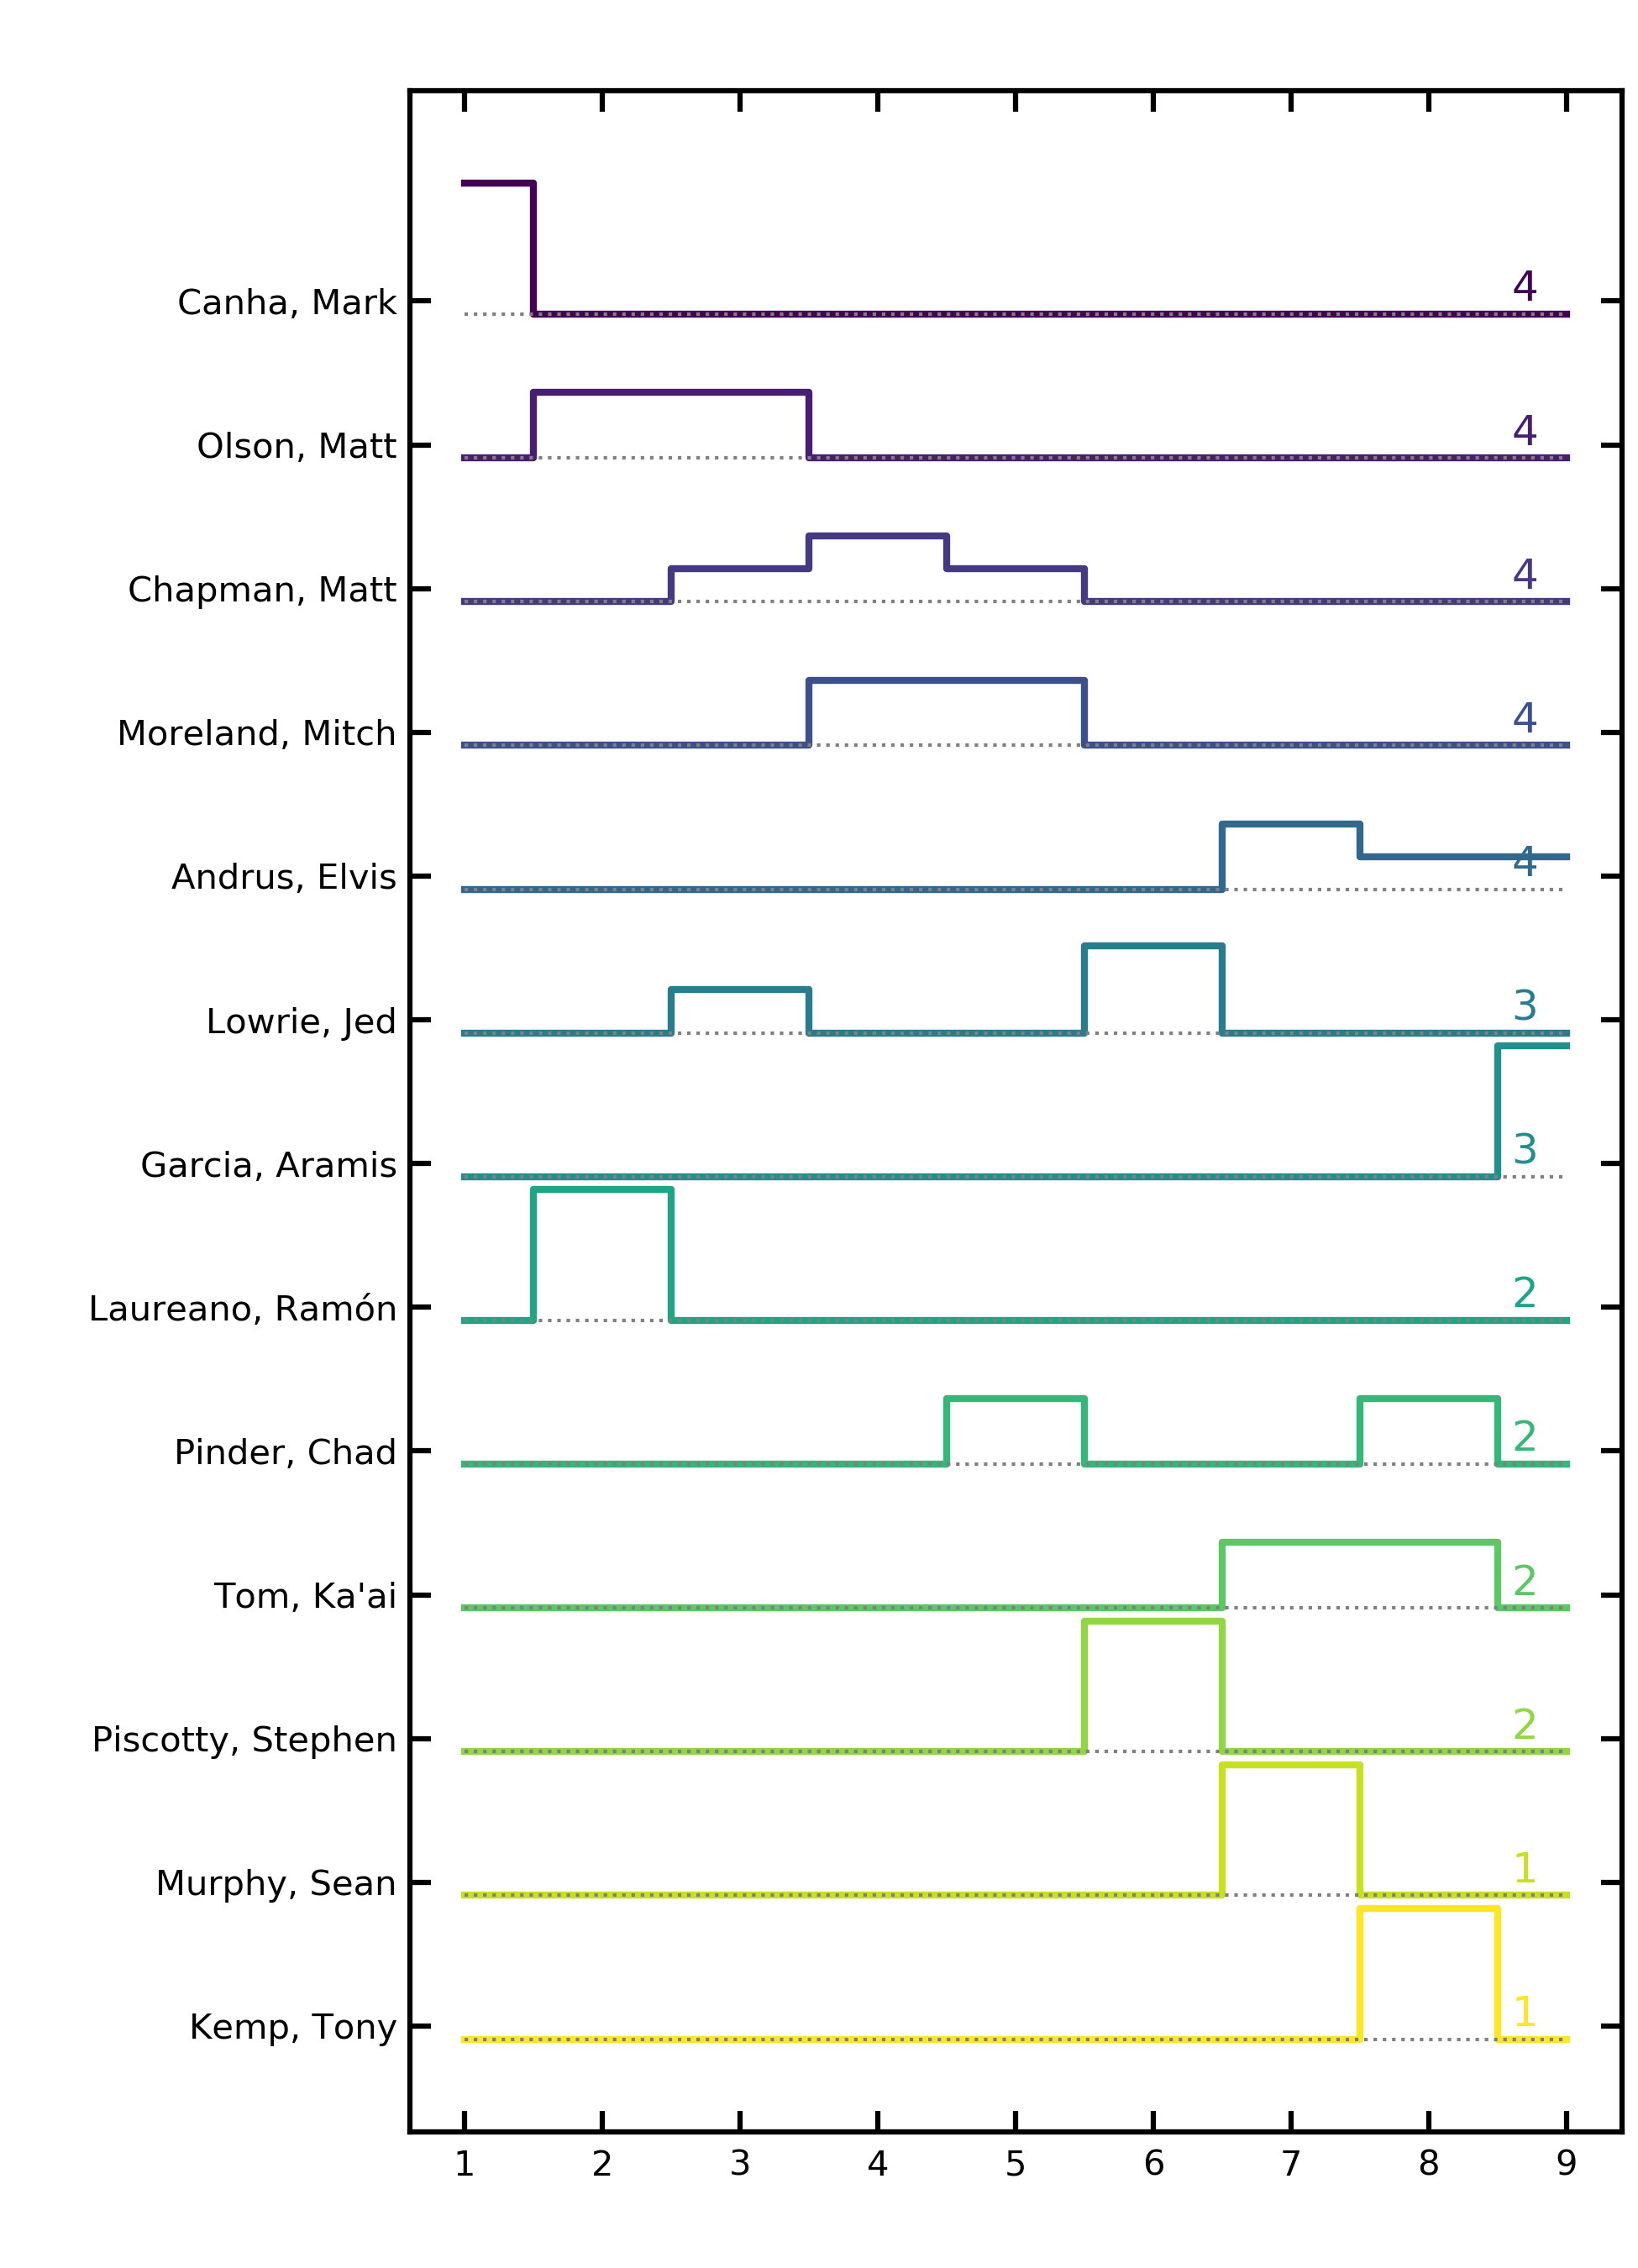 Canha, Mark 4
Olson, Matt 4
Chapman, Matt 4
Moreland, Mitch 4
Andrus, Elvis 4
Lowrie, Jed 3
Garcia, Aramis 3
Laureano, Ramón 2
Pinder, Chad 2
Tom, Ka'ai 2
Piscotty, Stephen 2
Murphy, Sean 1
Kemp, Tony 1
1 2 3 4 5 6 7 8 9